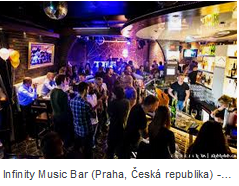 Infinity Music Bar (Praha, Česká republika) -...